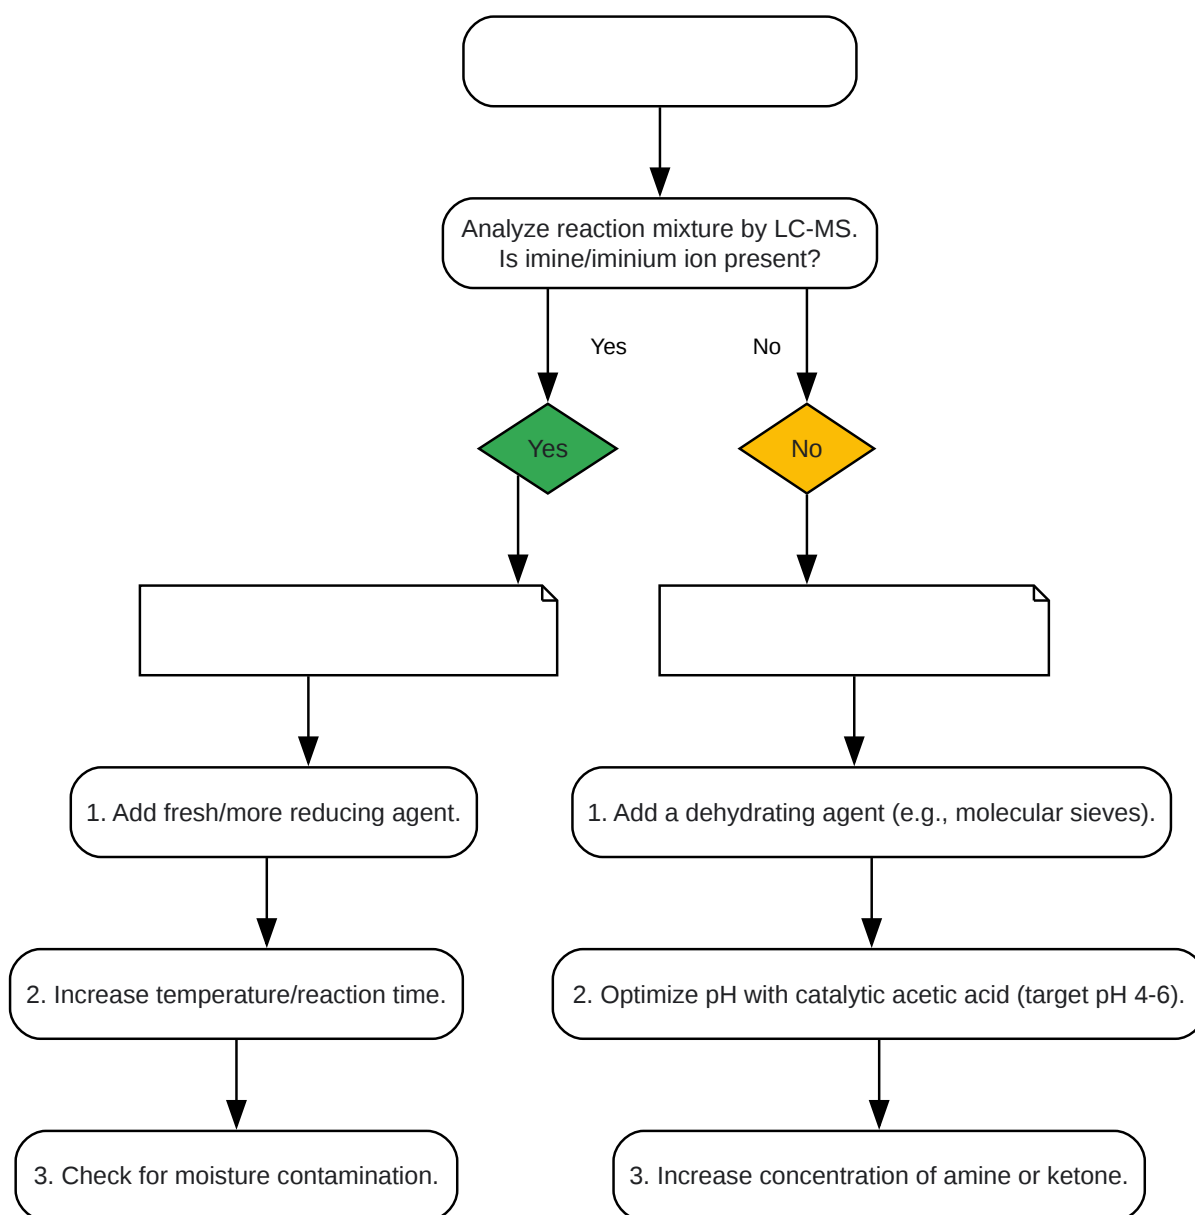 Analyze reaction mixture by LC-MS.
Is imine/iminium ion present?
Yes
No
Yes
No
1. Add fresh/more reducing agent.
1. Add a dehydrating agent (e.g., molecular sieves).
2. Increase temperature/reaction time.
2. Optimize pH with catalytic acetic acid (target pH 4-6).
3. Check for moisture contamination.
3. Increase concentration of amine or ketone.